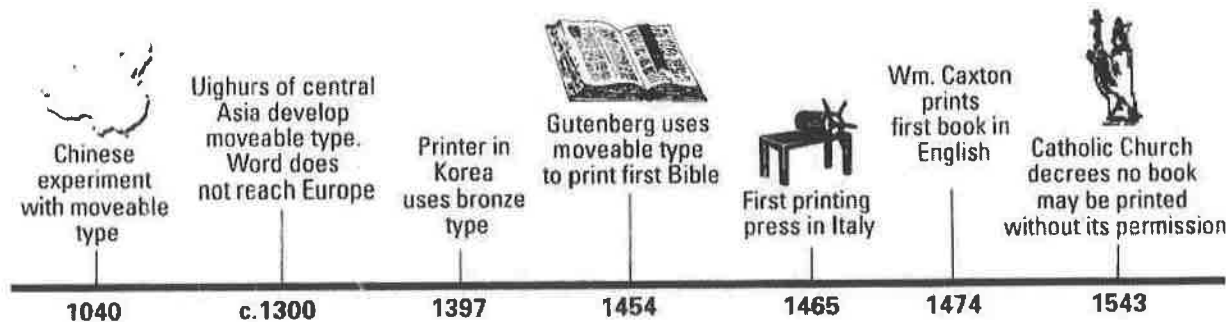 Chinese
experiment
with moveable
type
Uighurs of central
Asia develop
moveable type.
Word does
not reach Europe
Printer in
Korea
uses bronze
type
Gutenberg uses
moveable type
to print first Bible
First printing
press in Italy
Wm. Caxton
prints
first book in
English
Catholic Church
decrees no book
may be printed
without its permission
1040
c.1300
1397
1454
1465
1474
1543